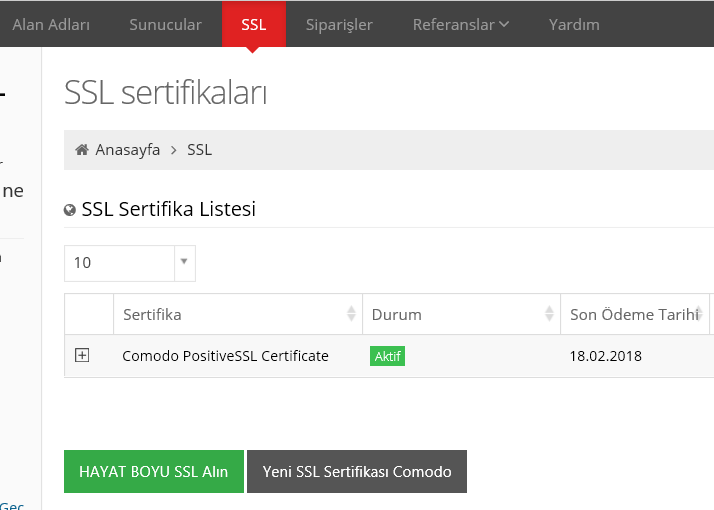 Alan Adları Sunucular SSL Siparişler Referanslar Yardım
SSL sertifikaları
Anasayfa > SSL
ne
SSL Sertifika Listesi
10
Sertifika Durum Son Ödeme Tarihi
Comodo PositiveSSL Certificate Aktif 18.02.2018
HAYAT BOYU SSL Alın Yeni SSL Sertifikası Comodo
Geç